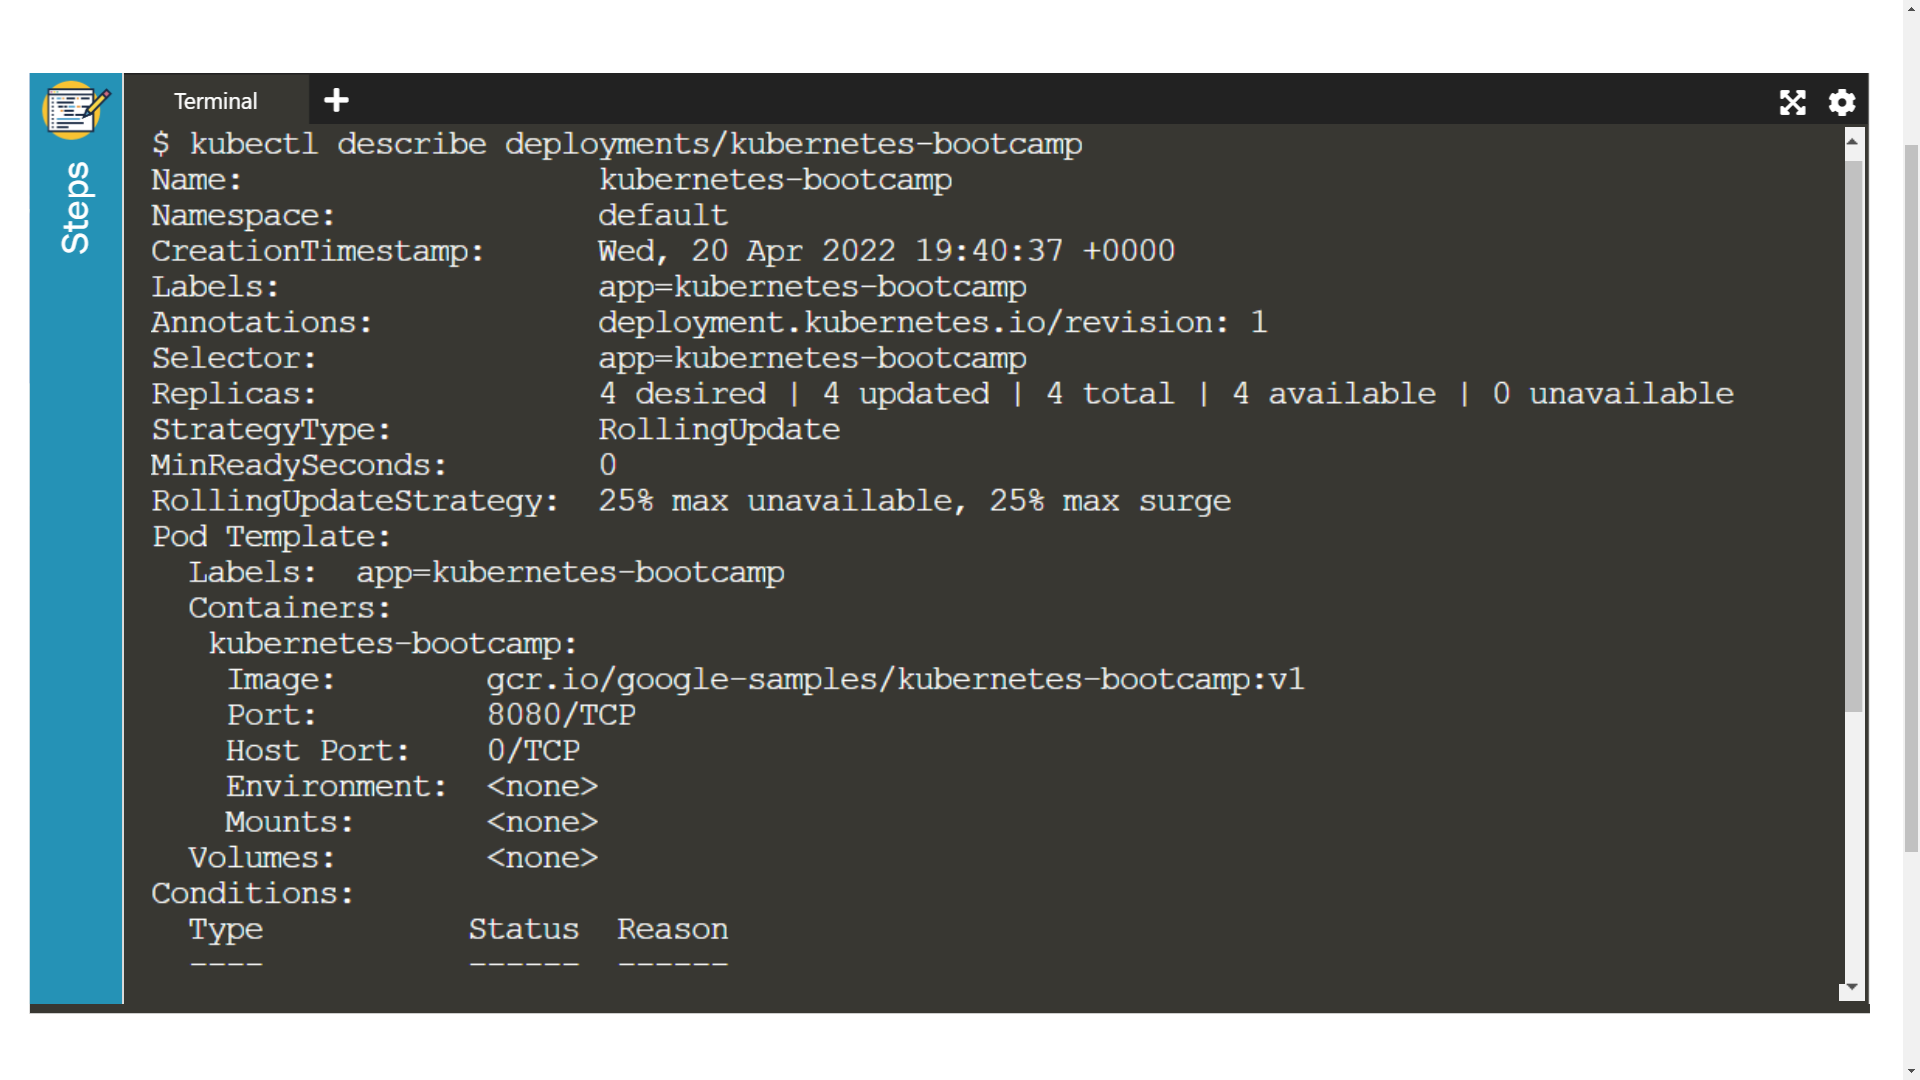 Steps
Terminal
$ kubectl describe deployments/kubernetes-bootcamp
Name:                   kubernetes-bootcamp
Namespace:              default
CreationTimestamp:      Wed, 20 Apr 2022 19:40:37 +0000
Labels:                 app=kubernetes-bootcamp
Annotations:            deployment.kubernetes.io/revision: 1
Selector:               app=kubernetes-bootcamp
Replicas:               4 desired | 4 updated | 4 total | 4 available | 0 unavailable
StrategyType:           RollingUpdate
MinReadySeconds:        0
RollingUpdateStrategy:  25% max unavailable, 25% max surge
Pod Template:
  Labels:  app=kubernetes-bootcamp
  Containers:
   kubernetes-bootcamp:
    Image:        gcr.io/google-samples/kubernetes-bootcamp:v1
    Port:         8080/TCP
    Host Port:    0/TCP
    Environment:  <none>
    Mounts:       <none>
  Volumes:        <none>
Conditions:
  Type           Status  Reason
  ----           ------  ------